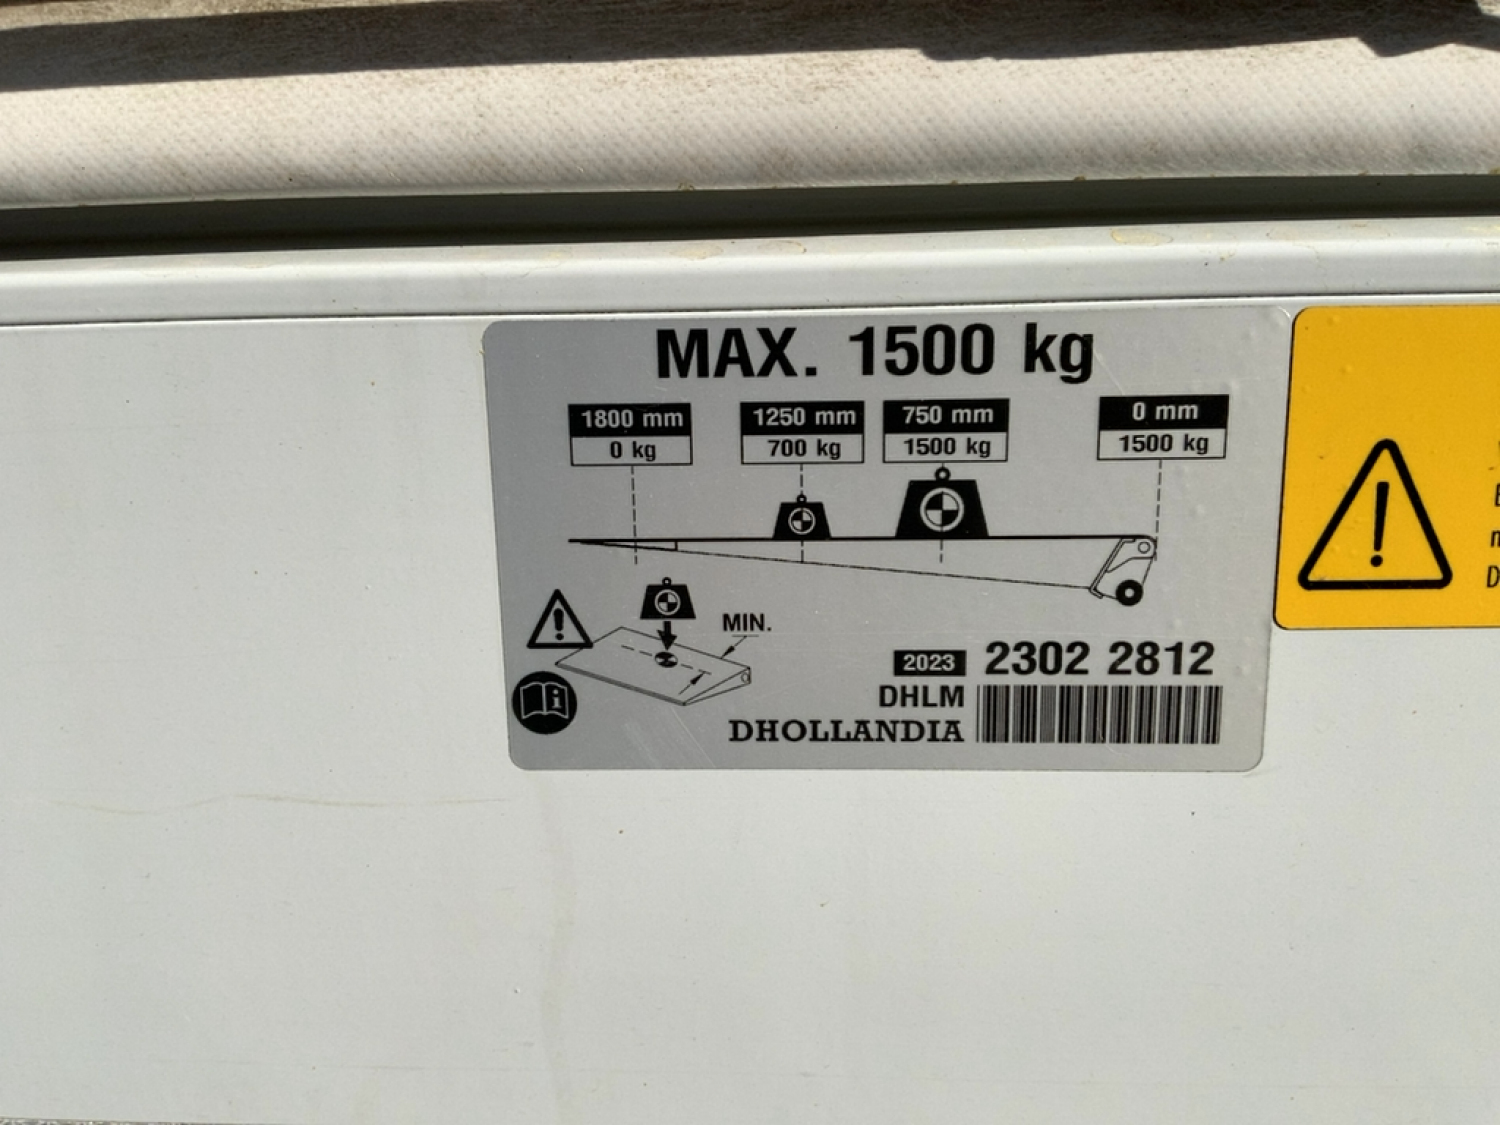 MAX. 1500 kg
1800 mm 1250 mm 750 mm 0 mm
0 kg 700 kg 1500 kg 1500 kg
MIN.
2023 2302 2812
DHLM
DHOLLANDIA